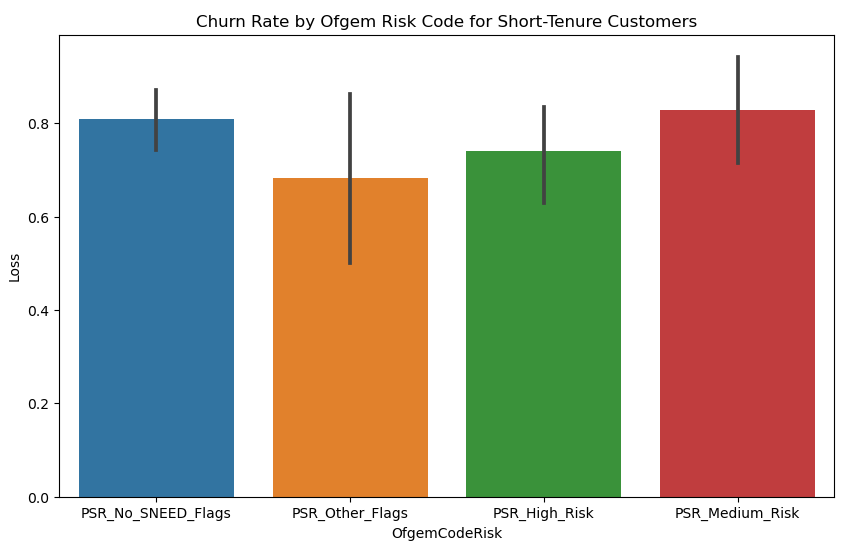 Churn Rate by Ofgem Risk Code for Short-Tenure Customers
Loss
0.8
0.6
0.4
0.2
0.0
PSR_No_SNEED_Flags
PSR_Other_Flags
PSR_High_Risk
PSR_Medium_Risk
OfgemCodeRisk